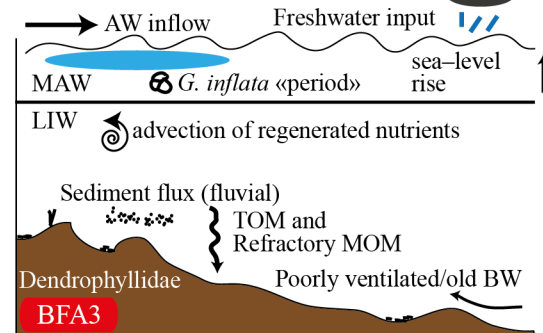 AW inflow
Freshwater input
sea–level
rise
MAW
G. inflata «period»
LIW
advection of regenerated nutrients
Sediment flux (fluvial)
TOM and
Refractory MOM
Dendrophyllidae
Poorly ventilated/old BW
BFA3